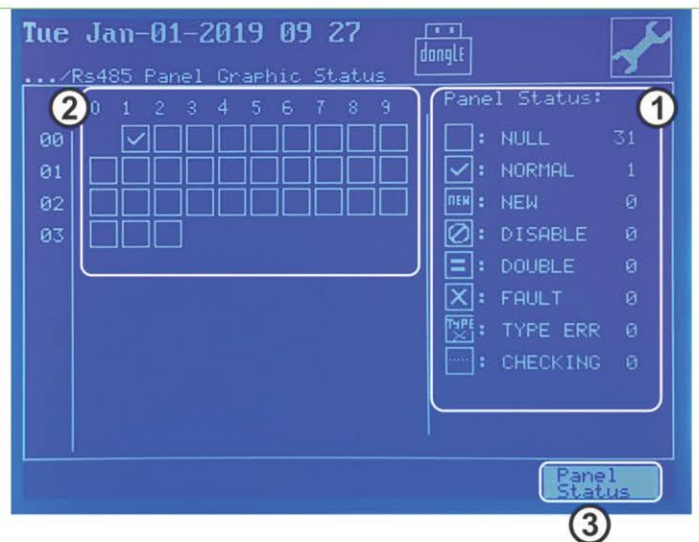 Tue Jan-01-2019 09 27
dongle
.../Rs485 Panel Graphic Status
2
0 1 2 3 4 5 6 7 8 9
00
01
02
03
1
Panel Status:
: NULL 31
: NORMAL 1
NEW : NEW 0
: DISABLE 0
: DOUBLE 0
: FAULT 0
TYPE : TYPE ERR 0
: CHECKING 0
Panel
Status
3